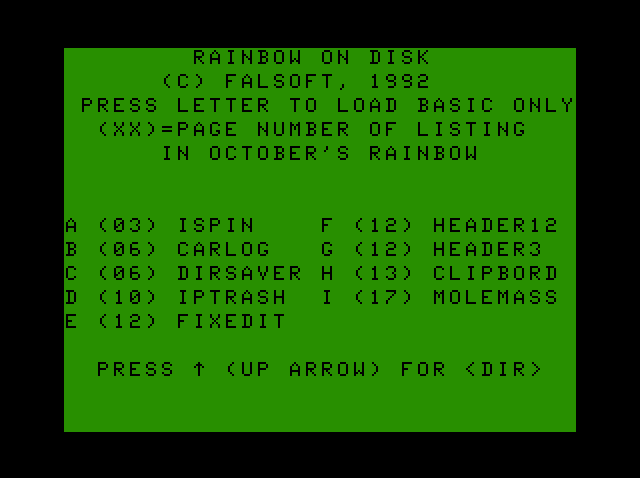 RAINBOW ON DISK
(C) FALSOFT, 1992
PRESS LETTER TO LOAD BASIC ONLY
(XX)=PAGE NUMBER OF LISTING
IN OCTOBER'S RAINBOW
A (03) ISPIN F (12) HEADER12
B (06) CARLOG G (12) HEADER3
C (06) DIRSAVER H (13) CLIPBORD
D (10) IPTRASH I (17) MOLEMASS
E (12) FIXEDIT
PRESS ↑ (UP ARROW) FOR <DIR>